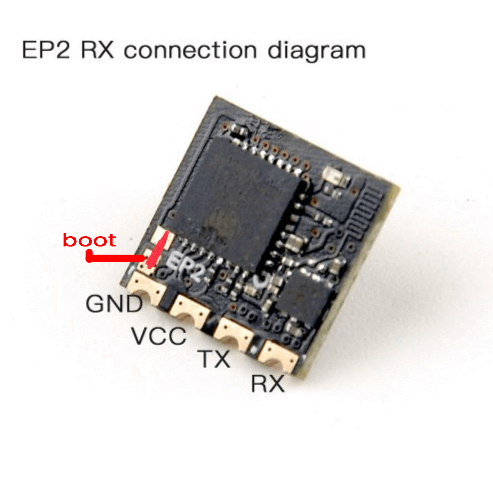 EP2 RX connection diagram
boot
EP2
GND
VCC
TX
RX